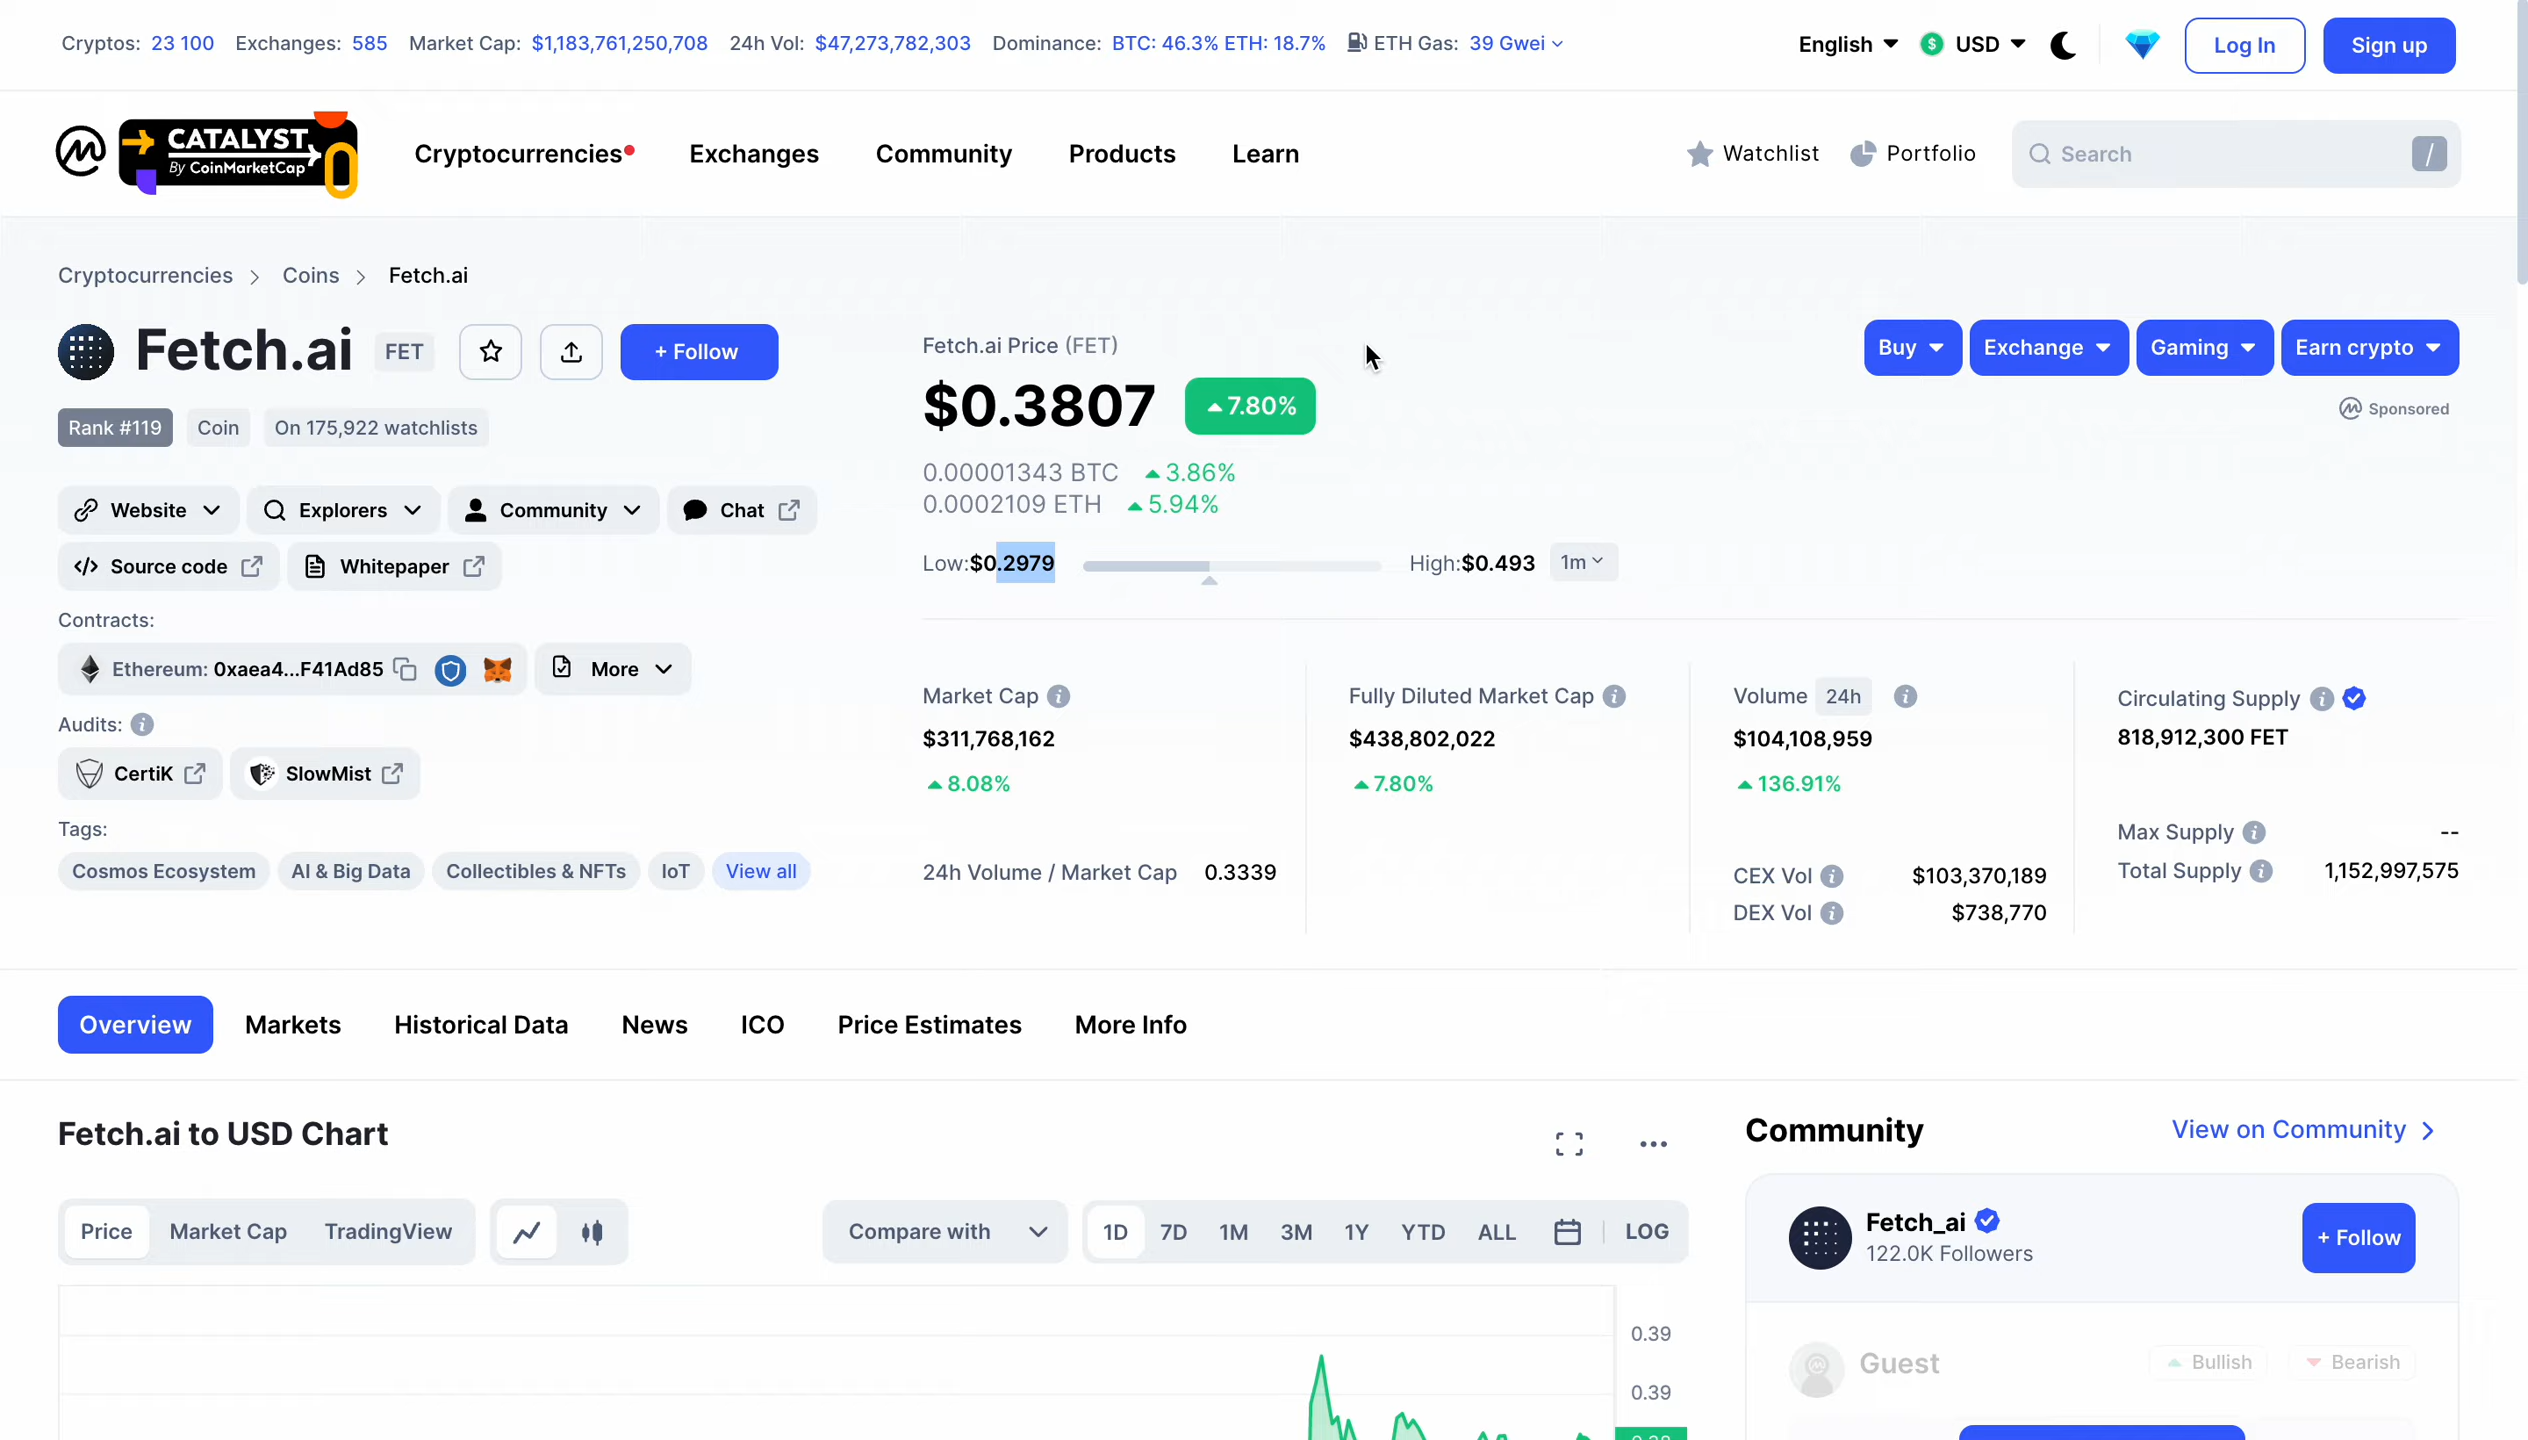 Cryptos: 23 100 Exchanges: 585 Market Cap: $1,183,761,250,708 24h Vol: $47,273,782,303 Dominance: BTC: 46.3% ETH: 18.7% ETH Gas: 39 Gwei English USD Log In Sign up
CATALYST
By CoinMarketCap
Cryptocurrencies Exchanges Community Products Learn Watchlist Portfolio Search /
Cryptocurrencies > Coins > Fetch.ai
Fetch.ai FET + Follow
Rank #119 Coin On 175,922 watchlists
Website Explorers Community Chat
Source code Whitepaper
Contracts:
Ethereum: 0xaea4...F41Ad85 More
Audits:
CertiK SlowMist
Tags:
Cosmos Ecosystem AI & Big Data Collectibles & NFTs IoT View all
Fetch.ai Price (FET)
$0.3807 7.80%
0.00001343 BTC 3.86%
0.0002109 ETH 5.94%
Low:$0.2979 High:$0.493 1m
Buy Exchange Gaming Earn crypto
Sponsored
Market Cap
$311,768,162
8.08%
24h Volume / Market Cap 0.3339
Fully Diluted Market Cap
$438,802,022
7.80%
Volume 24h
$104,108,959
136.91%
CEX Vol $103,370,189
DEX Vol $738,770
Circulating Supply
818,912,300 FET
Max Supply --
Total Supply 1,152,997,575
Overview Markets Historical Data News ICO Price Estimates More Info
Fetch.ai to USD Chart
Price Market Cap TradingView Compare with 1D 7D 1M 3M 1Y YTD ALL LOG
0.39
0.39
Community View on Community >
Fetch_ai
122.0K Followers
+ Follow
Guest Bullish Bearish